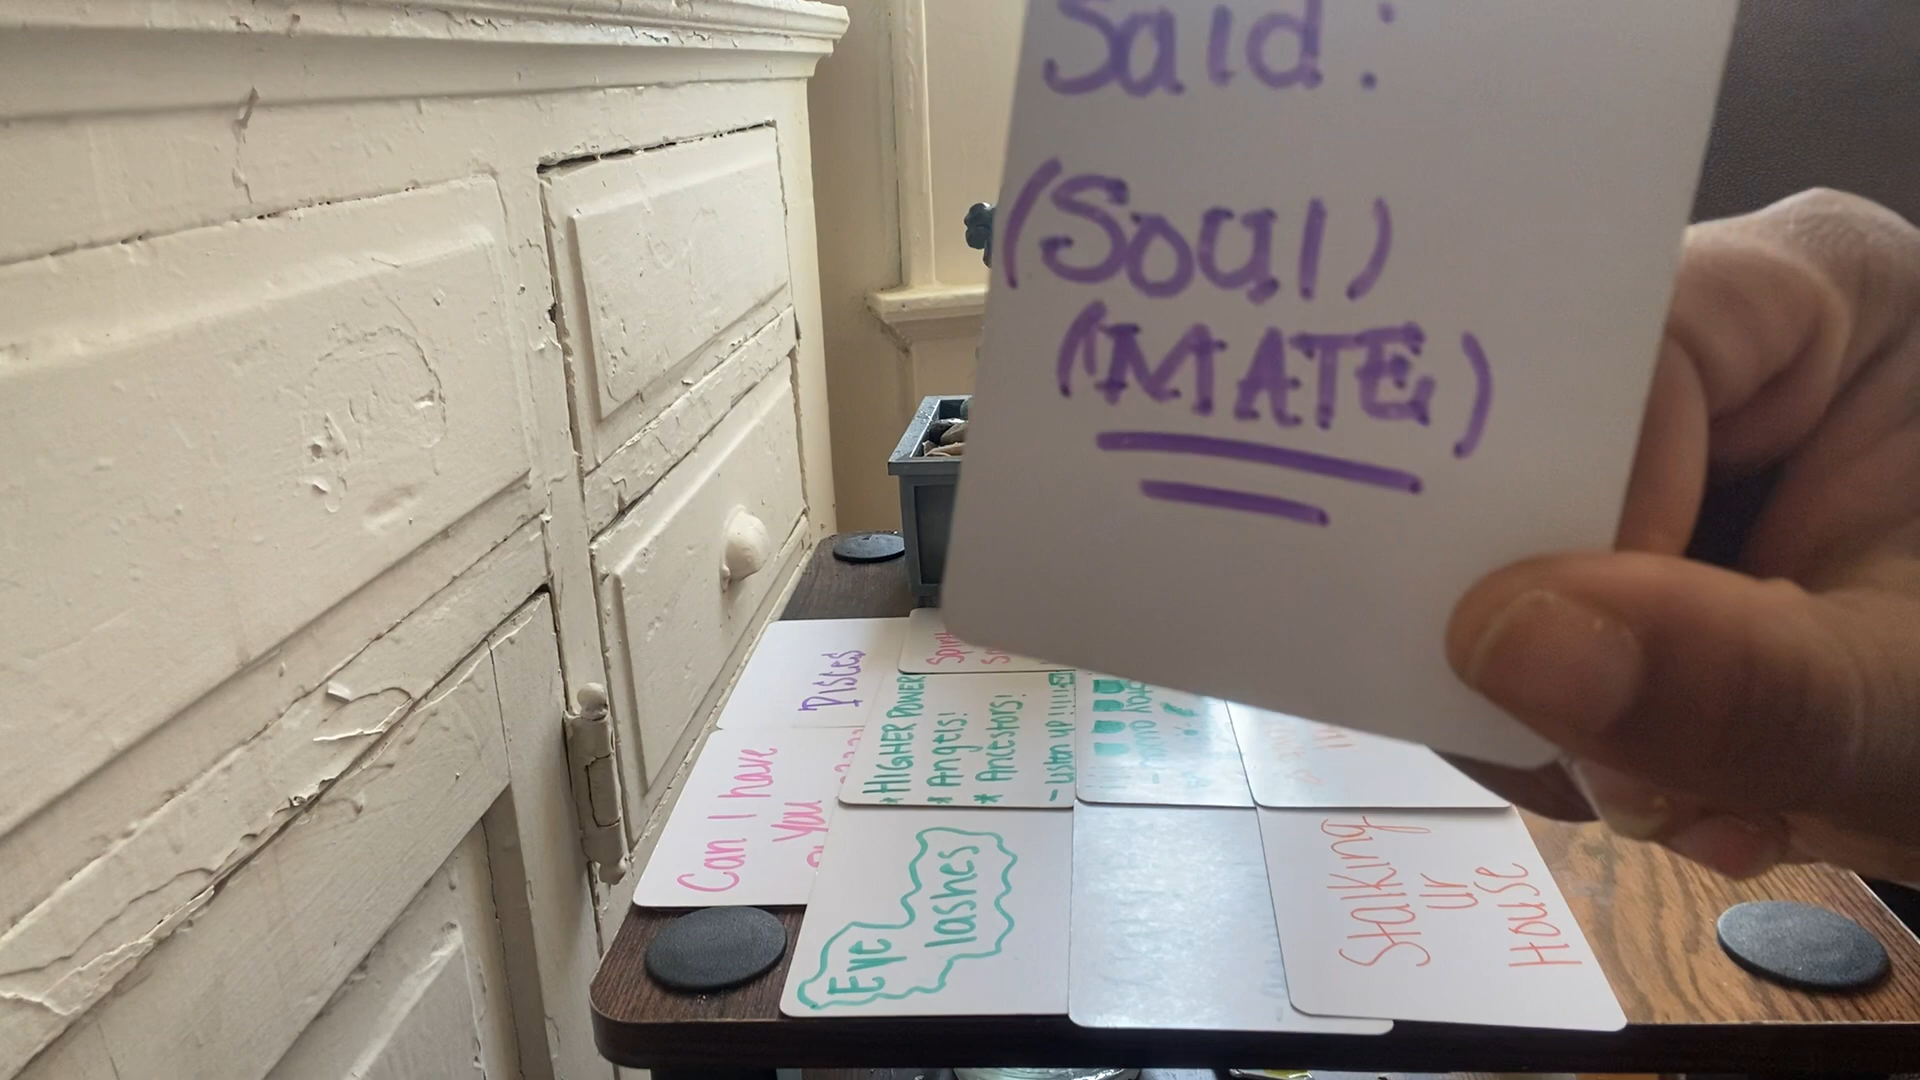 Said:
(Soul)
(MATE)
Pisces
Can I have
You
* HIGHER POWER
* Angels!
* Ancestors!
- Listen up!!!!!
Eye
lashes
Stalking
ur
House